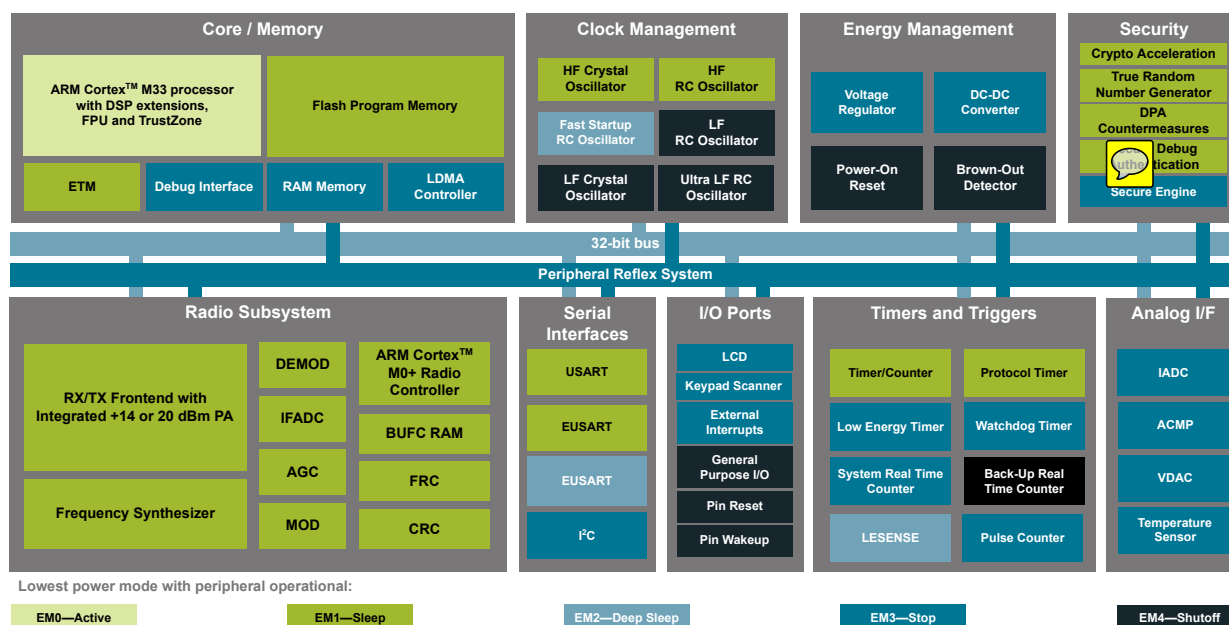 Core / Memory
ARM Cortex™ M33 processor
with DSP extensions,
FPU and TrustZone
Flash Program Memory
ETM
Debug Interface
RAM Memory
LDMA
Controller
Clock Management
HF Crystal
Oscillator
HF
RC Oscillator
Fast Startup
RC Oscillator
LF
RC Oscillator
LF Crystal
Oscillator
Ultra LF RC
Oscillator
Energy Management
Voltage
Regulator
DC-DC
Converter
Power-On
Reset
Brown-Out
Detector
Security
Crypto Acceleration
True Random
Number Generator
DPA
Countermeasures
Debug
Secure Engine
32-bit bus
Peripheral Reflex System
Radio Subsystem
RX/TX Frontend with
Integrated +14 or 20 dBm PA
Frequency Synthesizer
DEMOD
IFADC
AGC
MOD
ARM Cortex™
M0+ Radio
Controller
BUFC RAM
FRC
CRC
Serial
Interfaces
USART
EUSART
EUSART
I²C
I/O Ports
LCD
Keypad Scanner
External
Interrupts
General
Purpose I/O
Pin Reset
Pin Wakeup
Timers and Triggers
Timer/Counter
Protocol Timer
Low Energy Timer
Watchdog Timer
System Real Time
Counter
Back-Up Real
Time Counter
LESENSE
Pulse Counter
Analog I/F
IADC
ACMP
VDAC
Temperature
Sensor
Lowest power mode with peripheral operational:
EM0—Active
EM1—Sleep
EM2—Deep Sleep
EM3—Stop
EM4—Shutoff